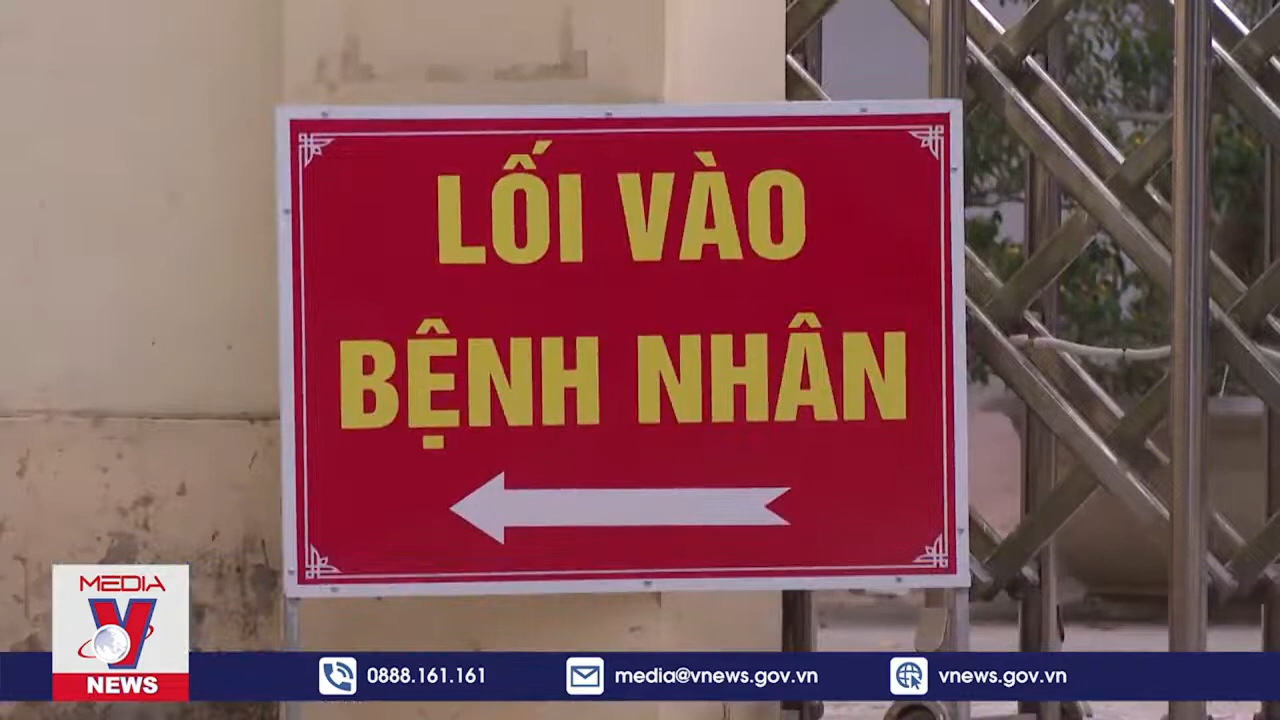 LỐI VÀO
BỆNH NHÂN
MEDIA
V
NEWS
0888.161.161
media@vnews.gov.vn
vnews.gov.vn